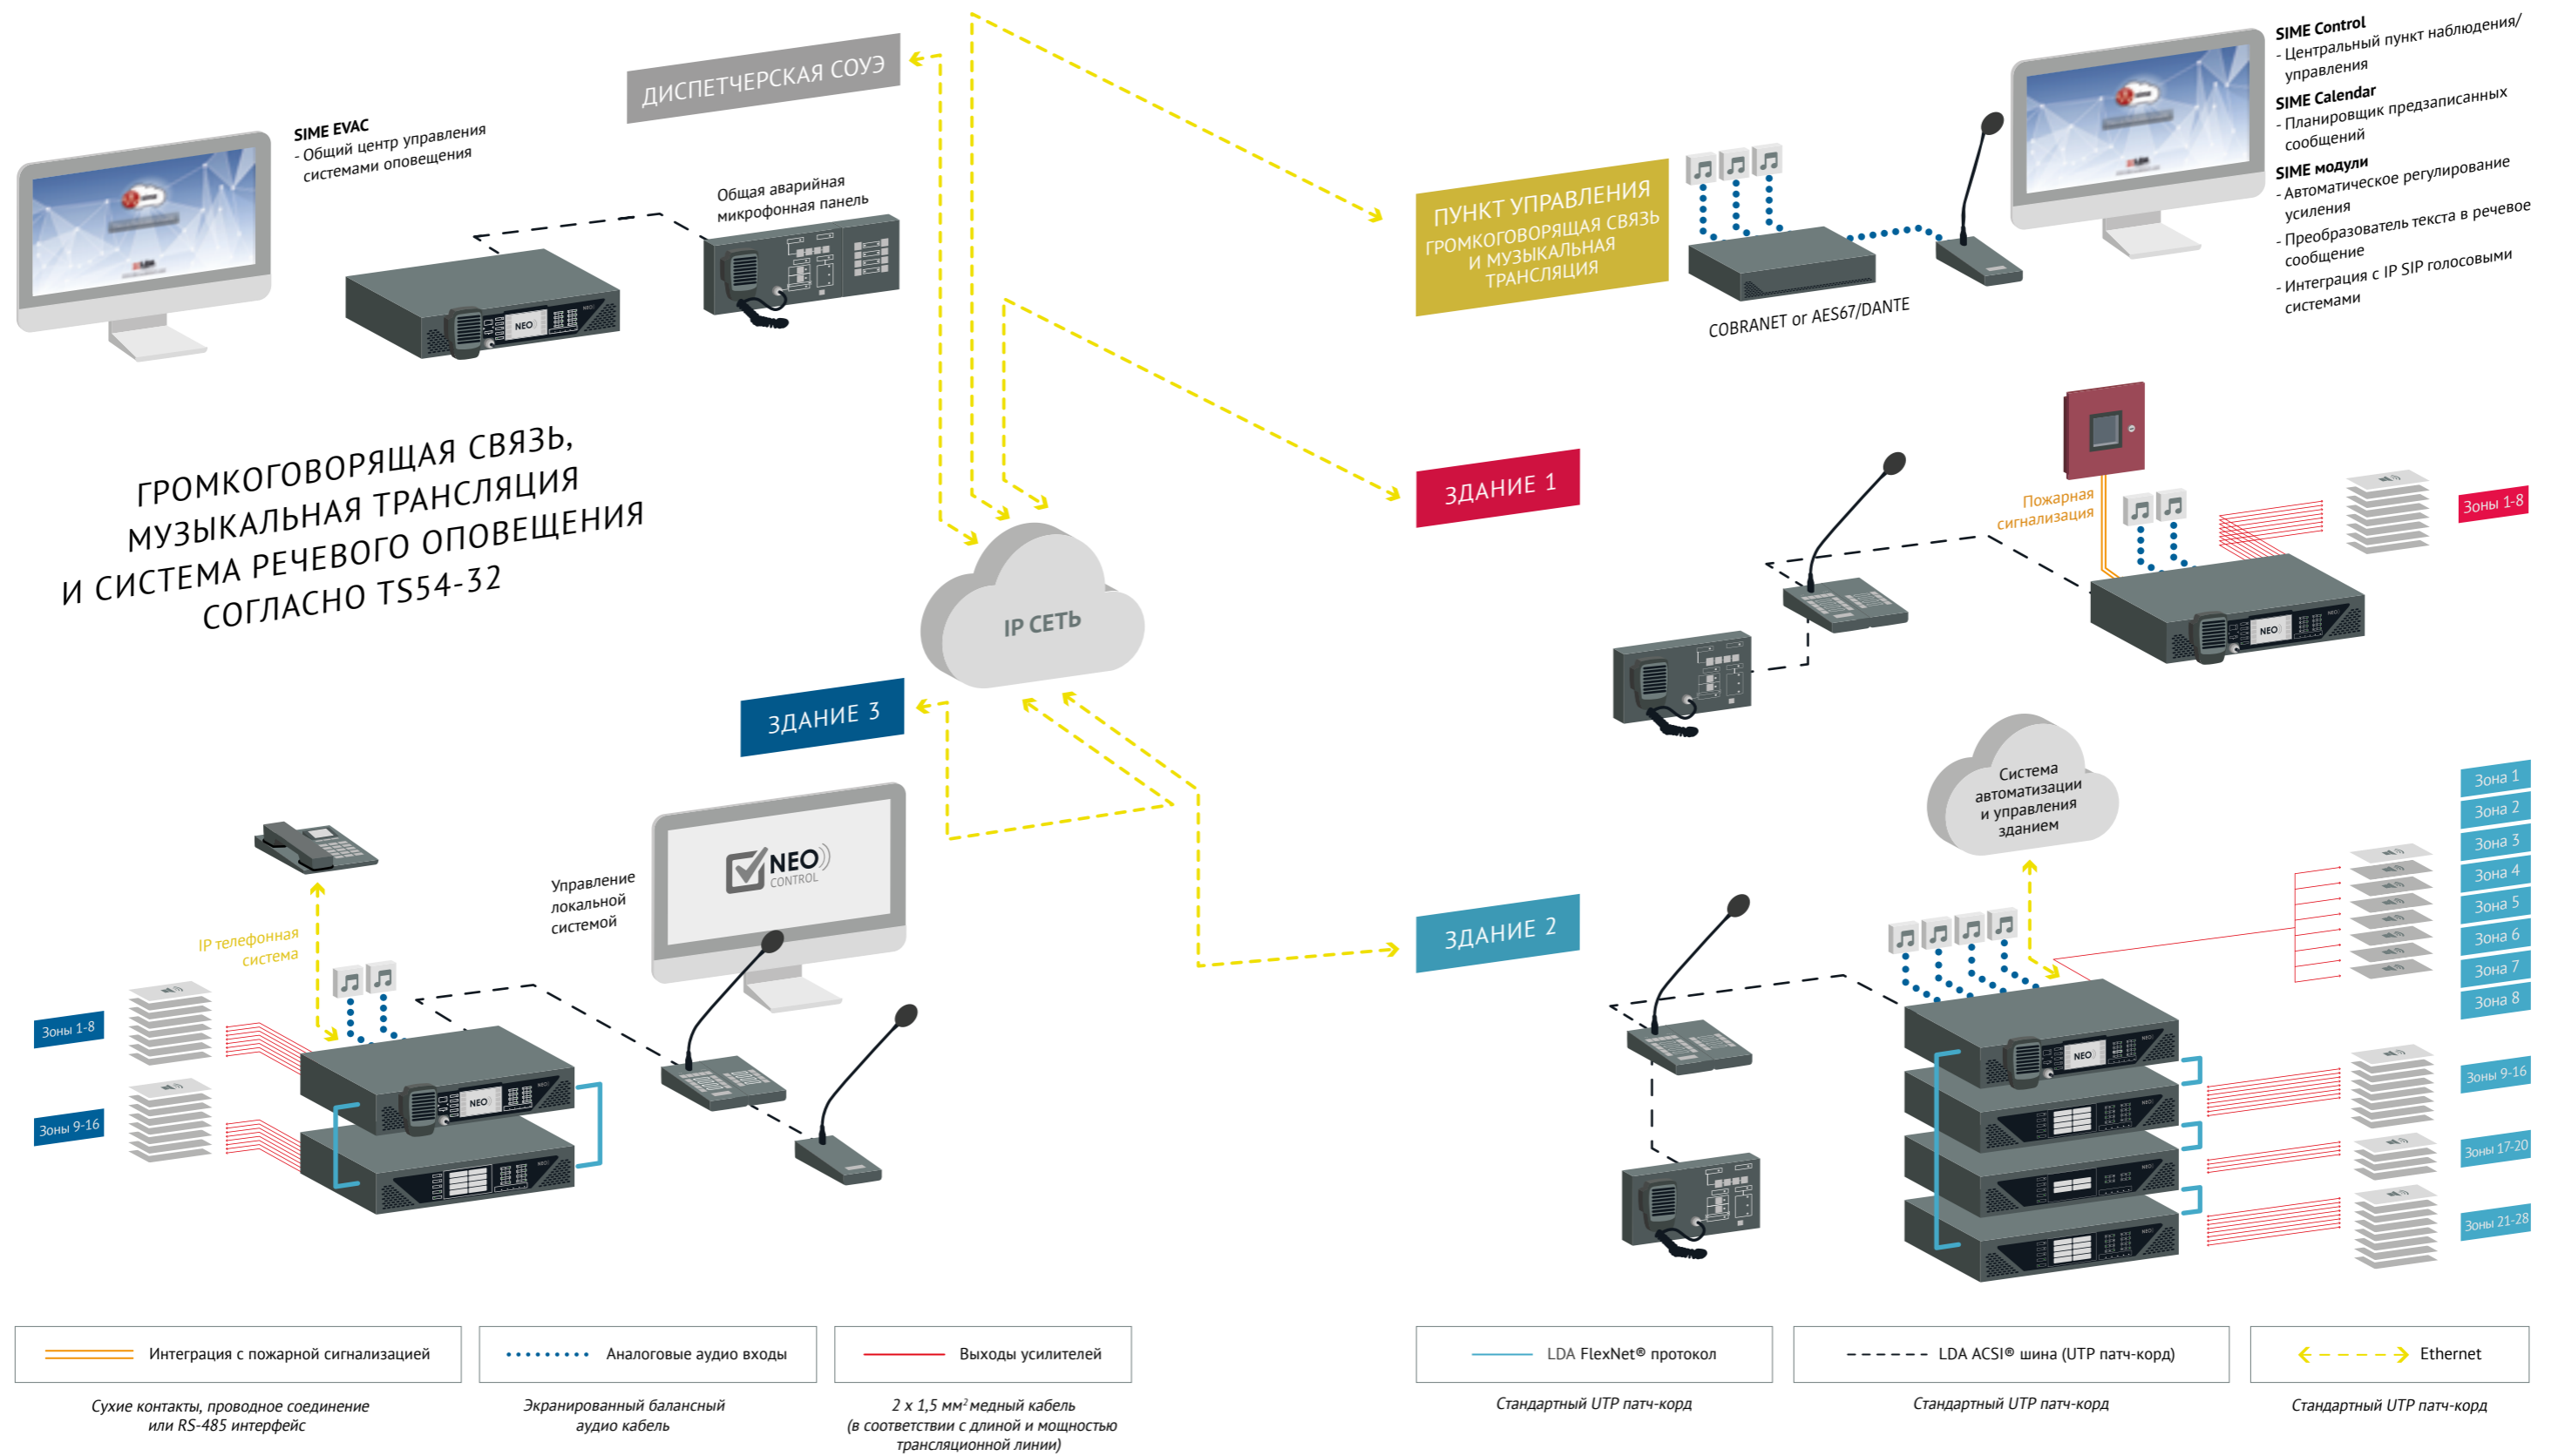 ДИСПЕТЧЕРСКАЯ СОУЭ
SIME EVAC
- Общий центр управления
системами оповещения
Общая аварийная
микрофонная панель
NEO
ПУНКТ УПРАВЛЕНИЯ
ГРОМКОГОВОРЯЩАЯ СВЯЗЬ
И МУЗЫКАЛЬНАЯ
ТРАНСЛЯЦИЯ
COBRANET or AES67/DANTE
SIME Control
- Центральный пункт наблюдения/
управления
SIME Calendar
- Планировщик предзаписанных
сообщений
SIME модули
- Автоматическое регулирование
усиления
- Преобразователь текста в речевое
сообщение
- Интеграция с IP SIP голосовыми
системами
ГРОМКОГОВОРЯЩАЯ СВЯЗЬ,
МУЗЫКАЛЬНАЯ ТРАНСЛЯЦИЯ
И СИСТЕМА РЕЧЕВОГО ОПОВЕЩЕНИЯ
СОГЛАСНО TS54-32
IP СЕТЬ
ЗДАНИЕ 1
Пожарная
сигнализация
Зоны 1-8
NEO
ЗДАНИЕ 3
NEO
CONTROL
Управление
локальной
системой
IP телефонная
система
Зоны 1-8
Зоны 9-16
NEO
ЗДАНИЕ 2
Система
автоматизации
и управления
зданием
Зона 1
Зона 2
Зона 3
Зона 4
Зона 5
Зона 6
Зона 7
Зона 8
NEO
Зоны 9-16
Зоны 17-20
Зоны 21-28
Интеграция с пожарной сигнализацией
Сухие контакты, проводное соединение
или RS-485 интерфейс
Аналоговые аудио входы
Экранированный балансный
аудио кабель
Выходы усилителей
2 x 1,5 мм² медный кабель
(в соответствии с длиной и мощностью
трансляционной линии)
LDA FlexNet® протокол
Стандартный UTP патч-корд
LDA ACSI® шина (UTP патч-корд)
Стандартный UTP патч-корд
Ethernet
Стандартный UTP патч-корд